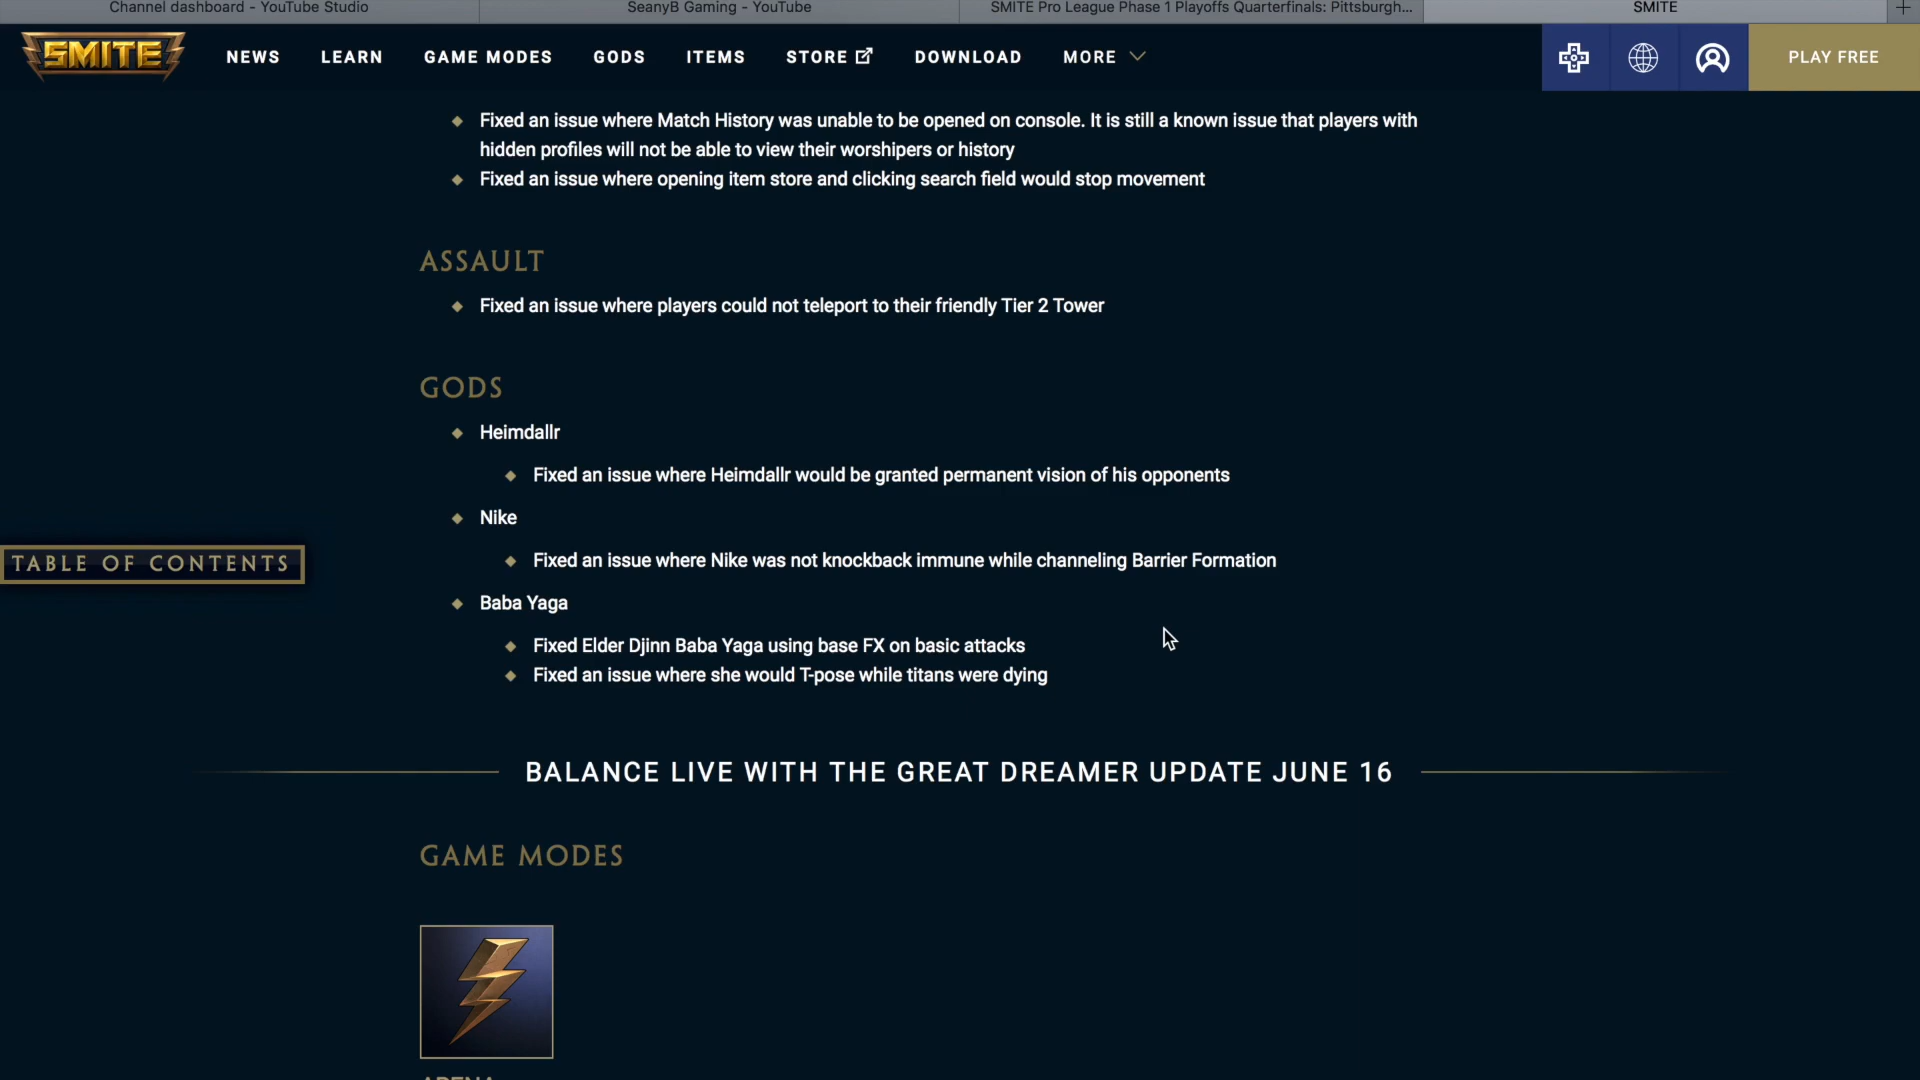 Channel dashboard - YouTube Studio
SeanyB Gaming - YouTube
SMITE Pro League Phase 1 Playoffs Quarterfinals: Pittsburgh...
SMITE
SMITE
NEWS
LEARN
GAME MODES
GODS
ITEMS
STORE
DOWNLOAD
MORE
PLAY FREE
Fixed an issue where Match History was unable to be opened on console. It is still a known issue that players with
hidden profiles will not be able to view their worshipers or history
Fixed an issue where opening item store and clicking search field would stop movement
ASSAULT
Fixed an issue where players could not teleport to their friendly Tier 2 Tower
GODS
Heimdallr
Fixed an issue where Heimdallr would be granted permanent vision of his opponents
Nike
TABLE OF CONTENTS
Fixed an issue where Nike was not knockback immune while channeling Barrier Formation
Baba Yaga
Fixed Elder Djinn Baba Yaga using base FX on basic attacks
Fixed an issue where she would T-pose while titans were dying
BALANCE LIVE WITH THE GREAT DREAMER UPDATE JUNE 16
GAME MODES
ARENA